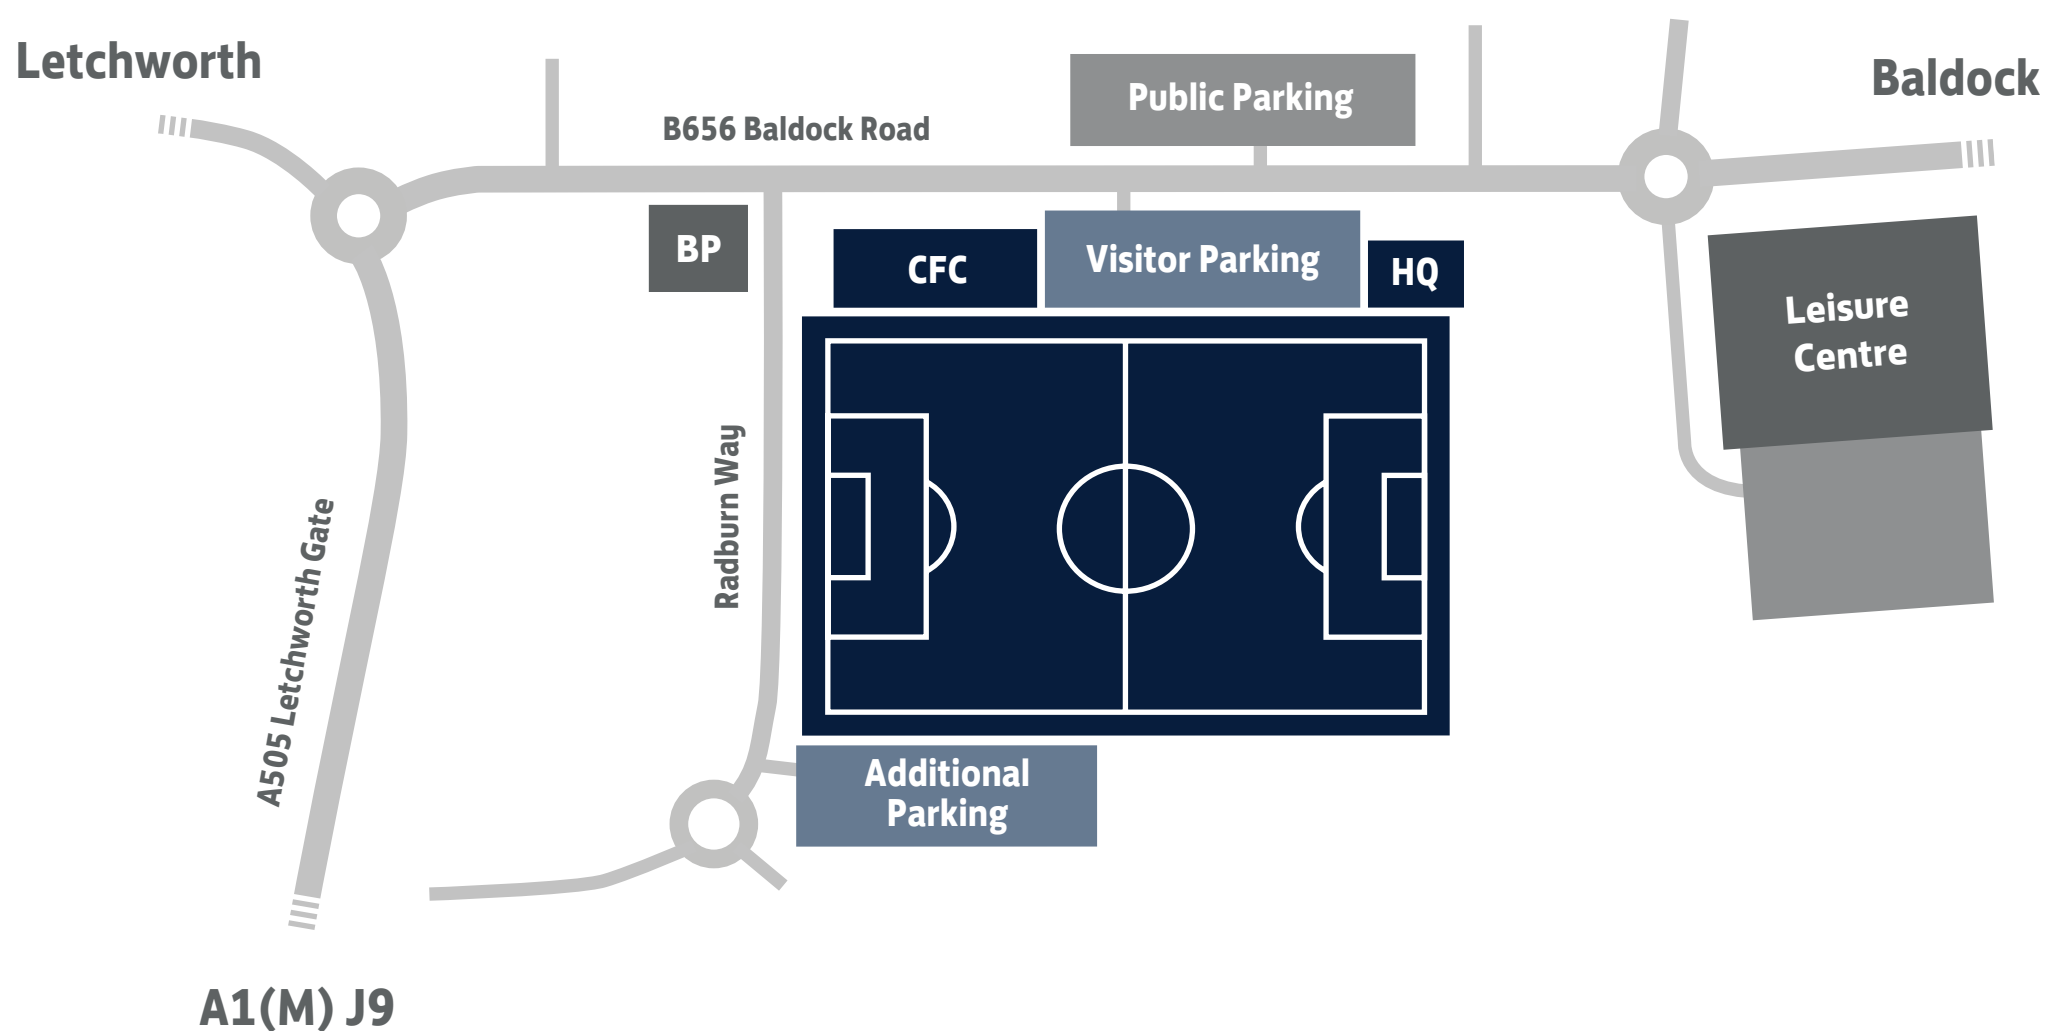 Letchworth
Baldock
Public Parking
B656 Baldock Road
BP
CFC
Visitor Parking
HQ
Leisure
Centre
Radburn Way
A505 Letchworth Gate
Additional
Parking
A1(M) J9